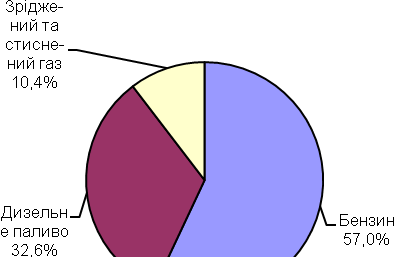 Зрідже-
ний та
стисне-
ний газ
10,4%
Дизельн
е паливо
32,6%
Бензин
57,0%